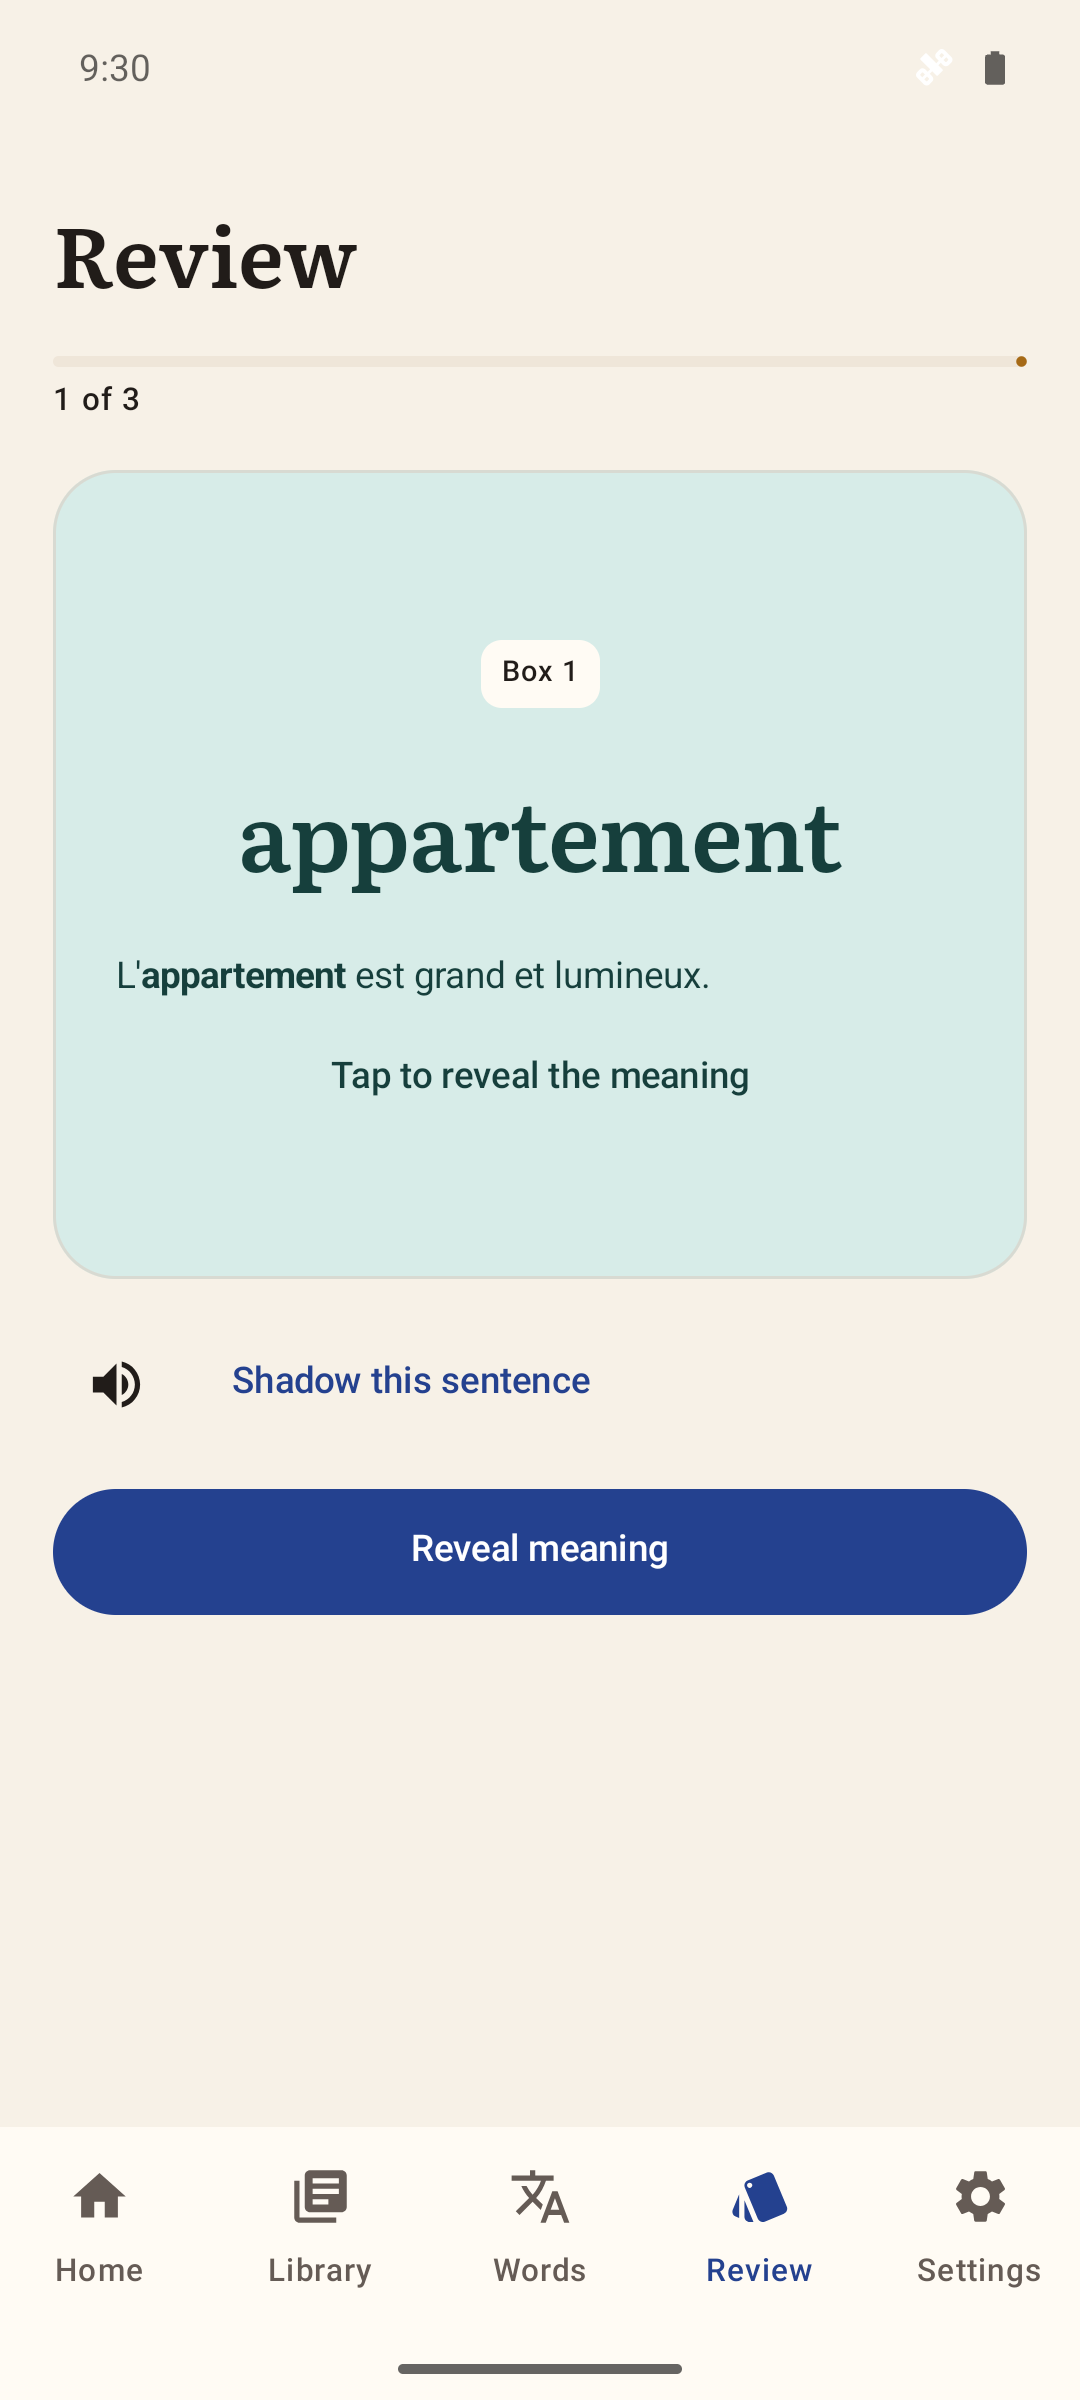 9:30
Review
1 of 3
Box 1
appartement
L'appartement est grand et lumineux.
Tap to reveal the meaning
Shadow this sentence
Reveal meaning
Home
Library
Words
Review
Settings